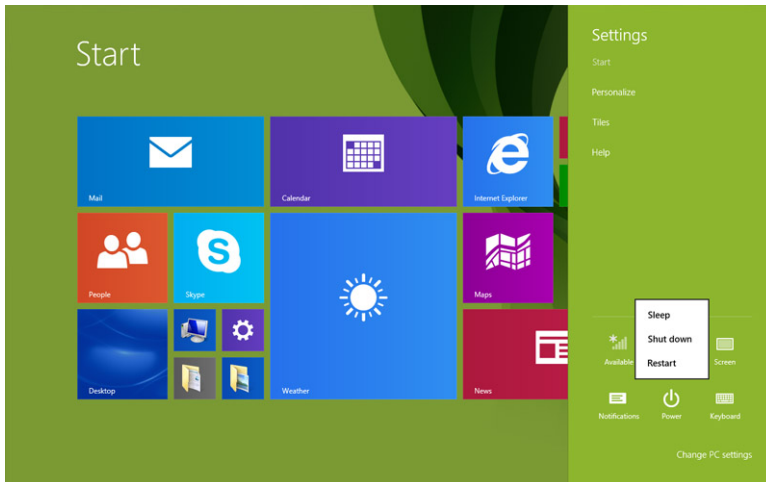 Start
Mail
Calendar
Internet Explorer
People
Skype
Maps
Desktop
Weather
News
Settings
Start
Personalize
Tiles
Help
Sleep
Shut down
Restart
Available
Screen
Notifications
Power
Keyboard
Change PC settings